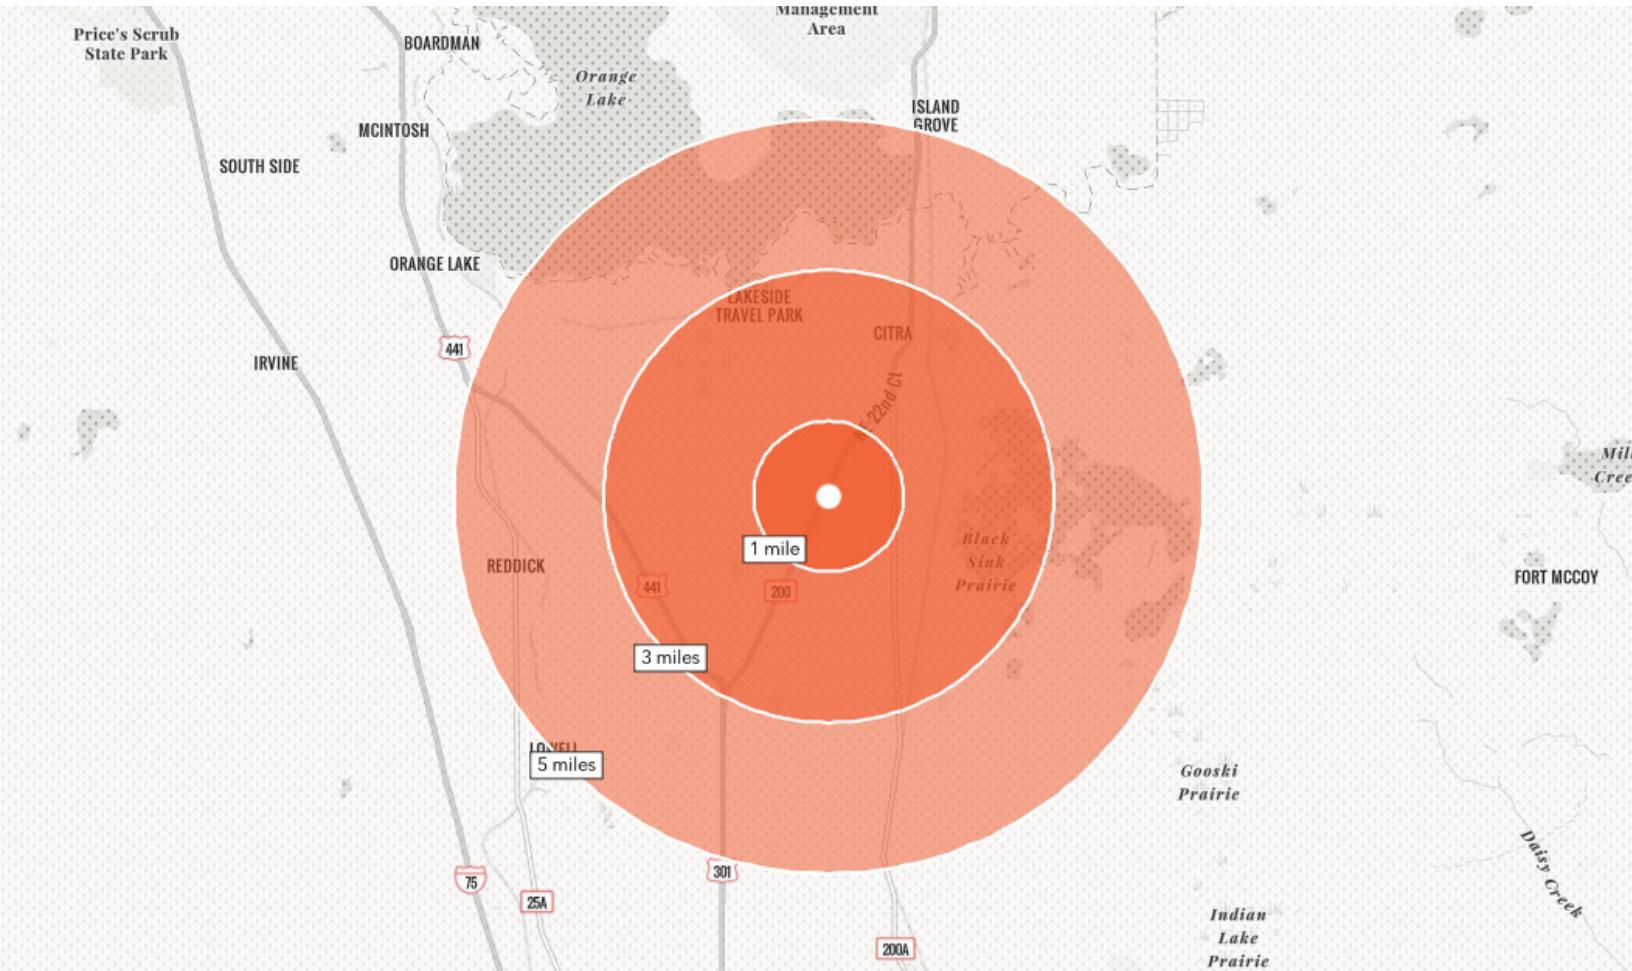 Management
Area
Price's Scrub
State Park
BOARDMAN
Orange
Lake
ISLAND
GROVE
MCINTOSH
SOUTH SIDE
ORANGE LAKE
LAKESIDE
TRAVEL PARK
CITRA
441
IRVINE
NE 22nd Ct
Mill
Cree
1 mile
Black
Sink
Prairie
REDDICK
441
200
FORT MCCOY
3 miles
LOWELL
5 miles
Gooski
Prairie
301
75
25A
Daisy Creek
Indian
Lake
Prairie
200A